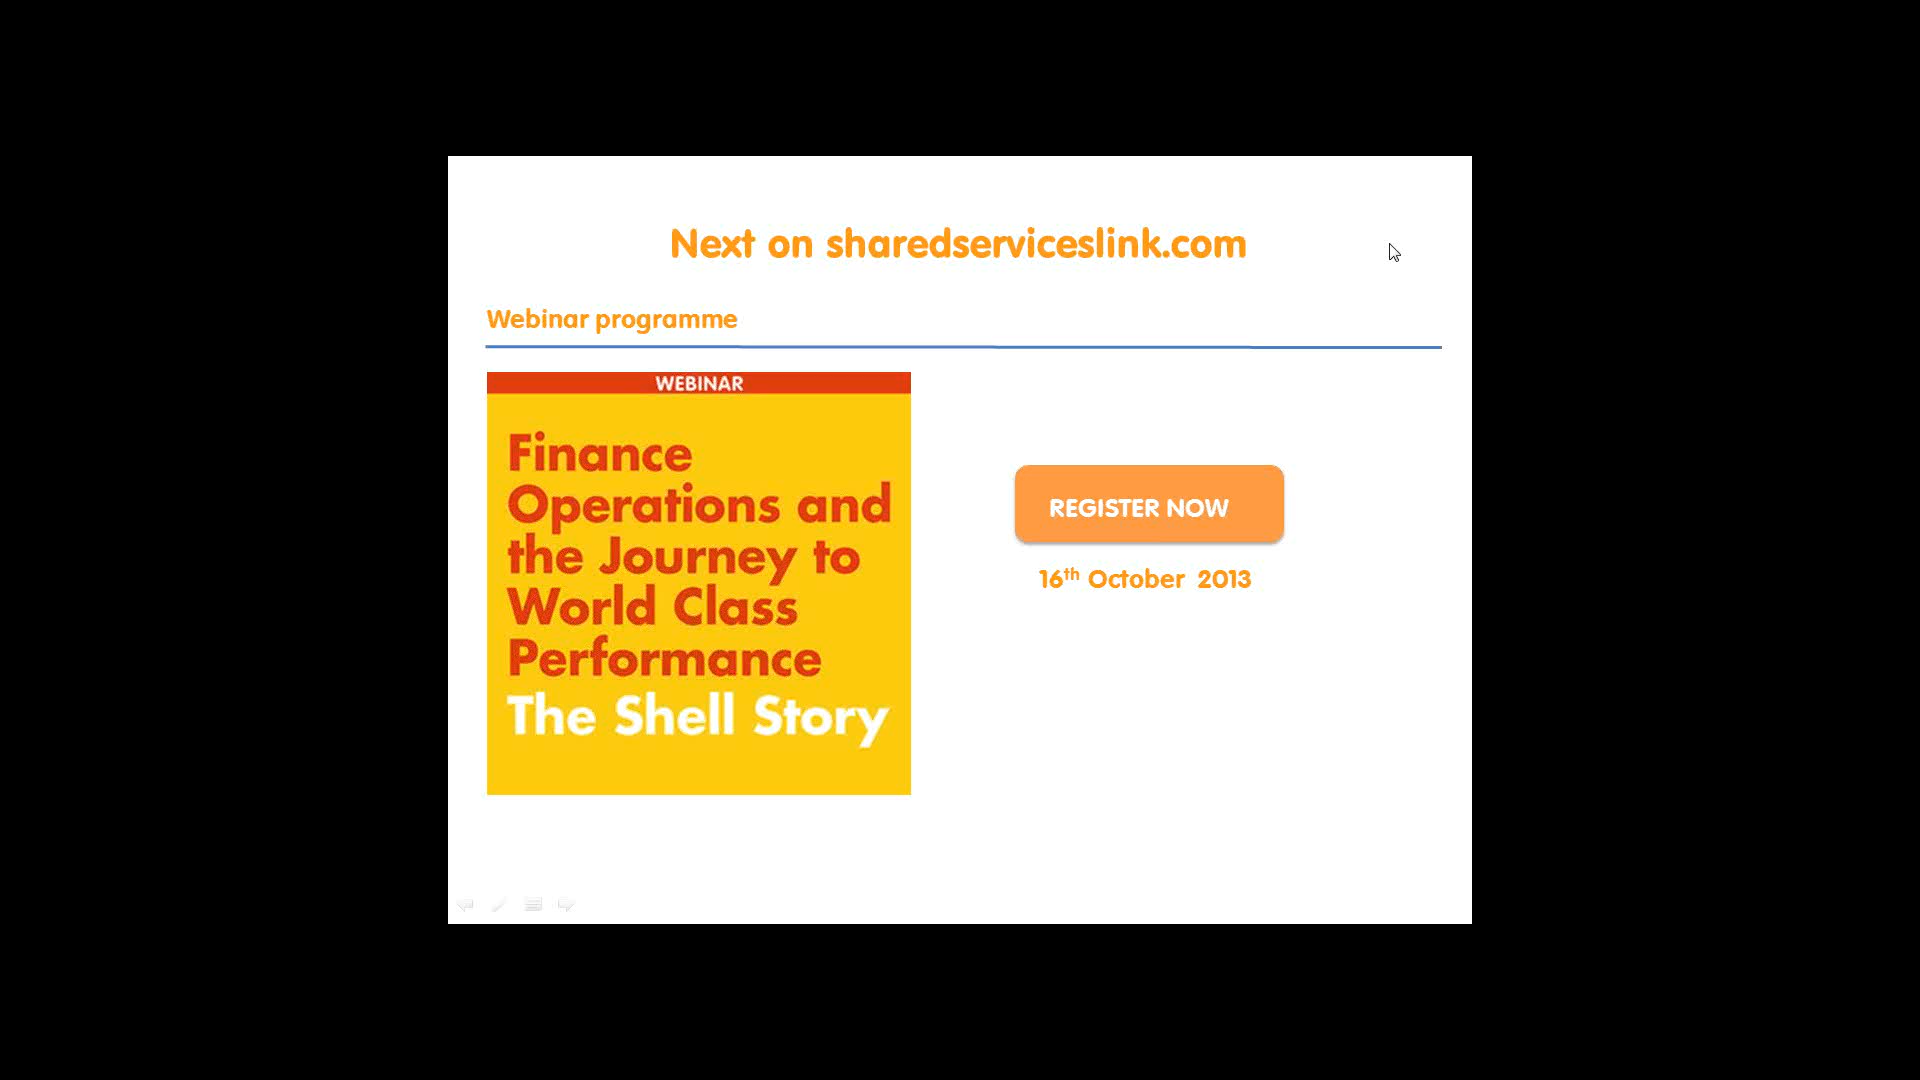 Next on sharedserviceslink.com
Webinar programme
WEBINAR
Finance
Operations and
the Journey to
World Class
Performance
The Shell Story
REGISTER NOW
16th October 2013